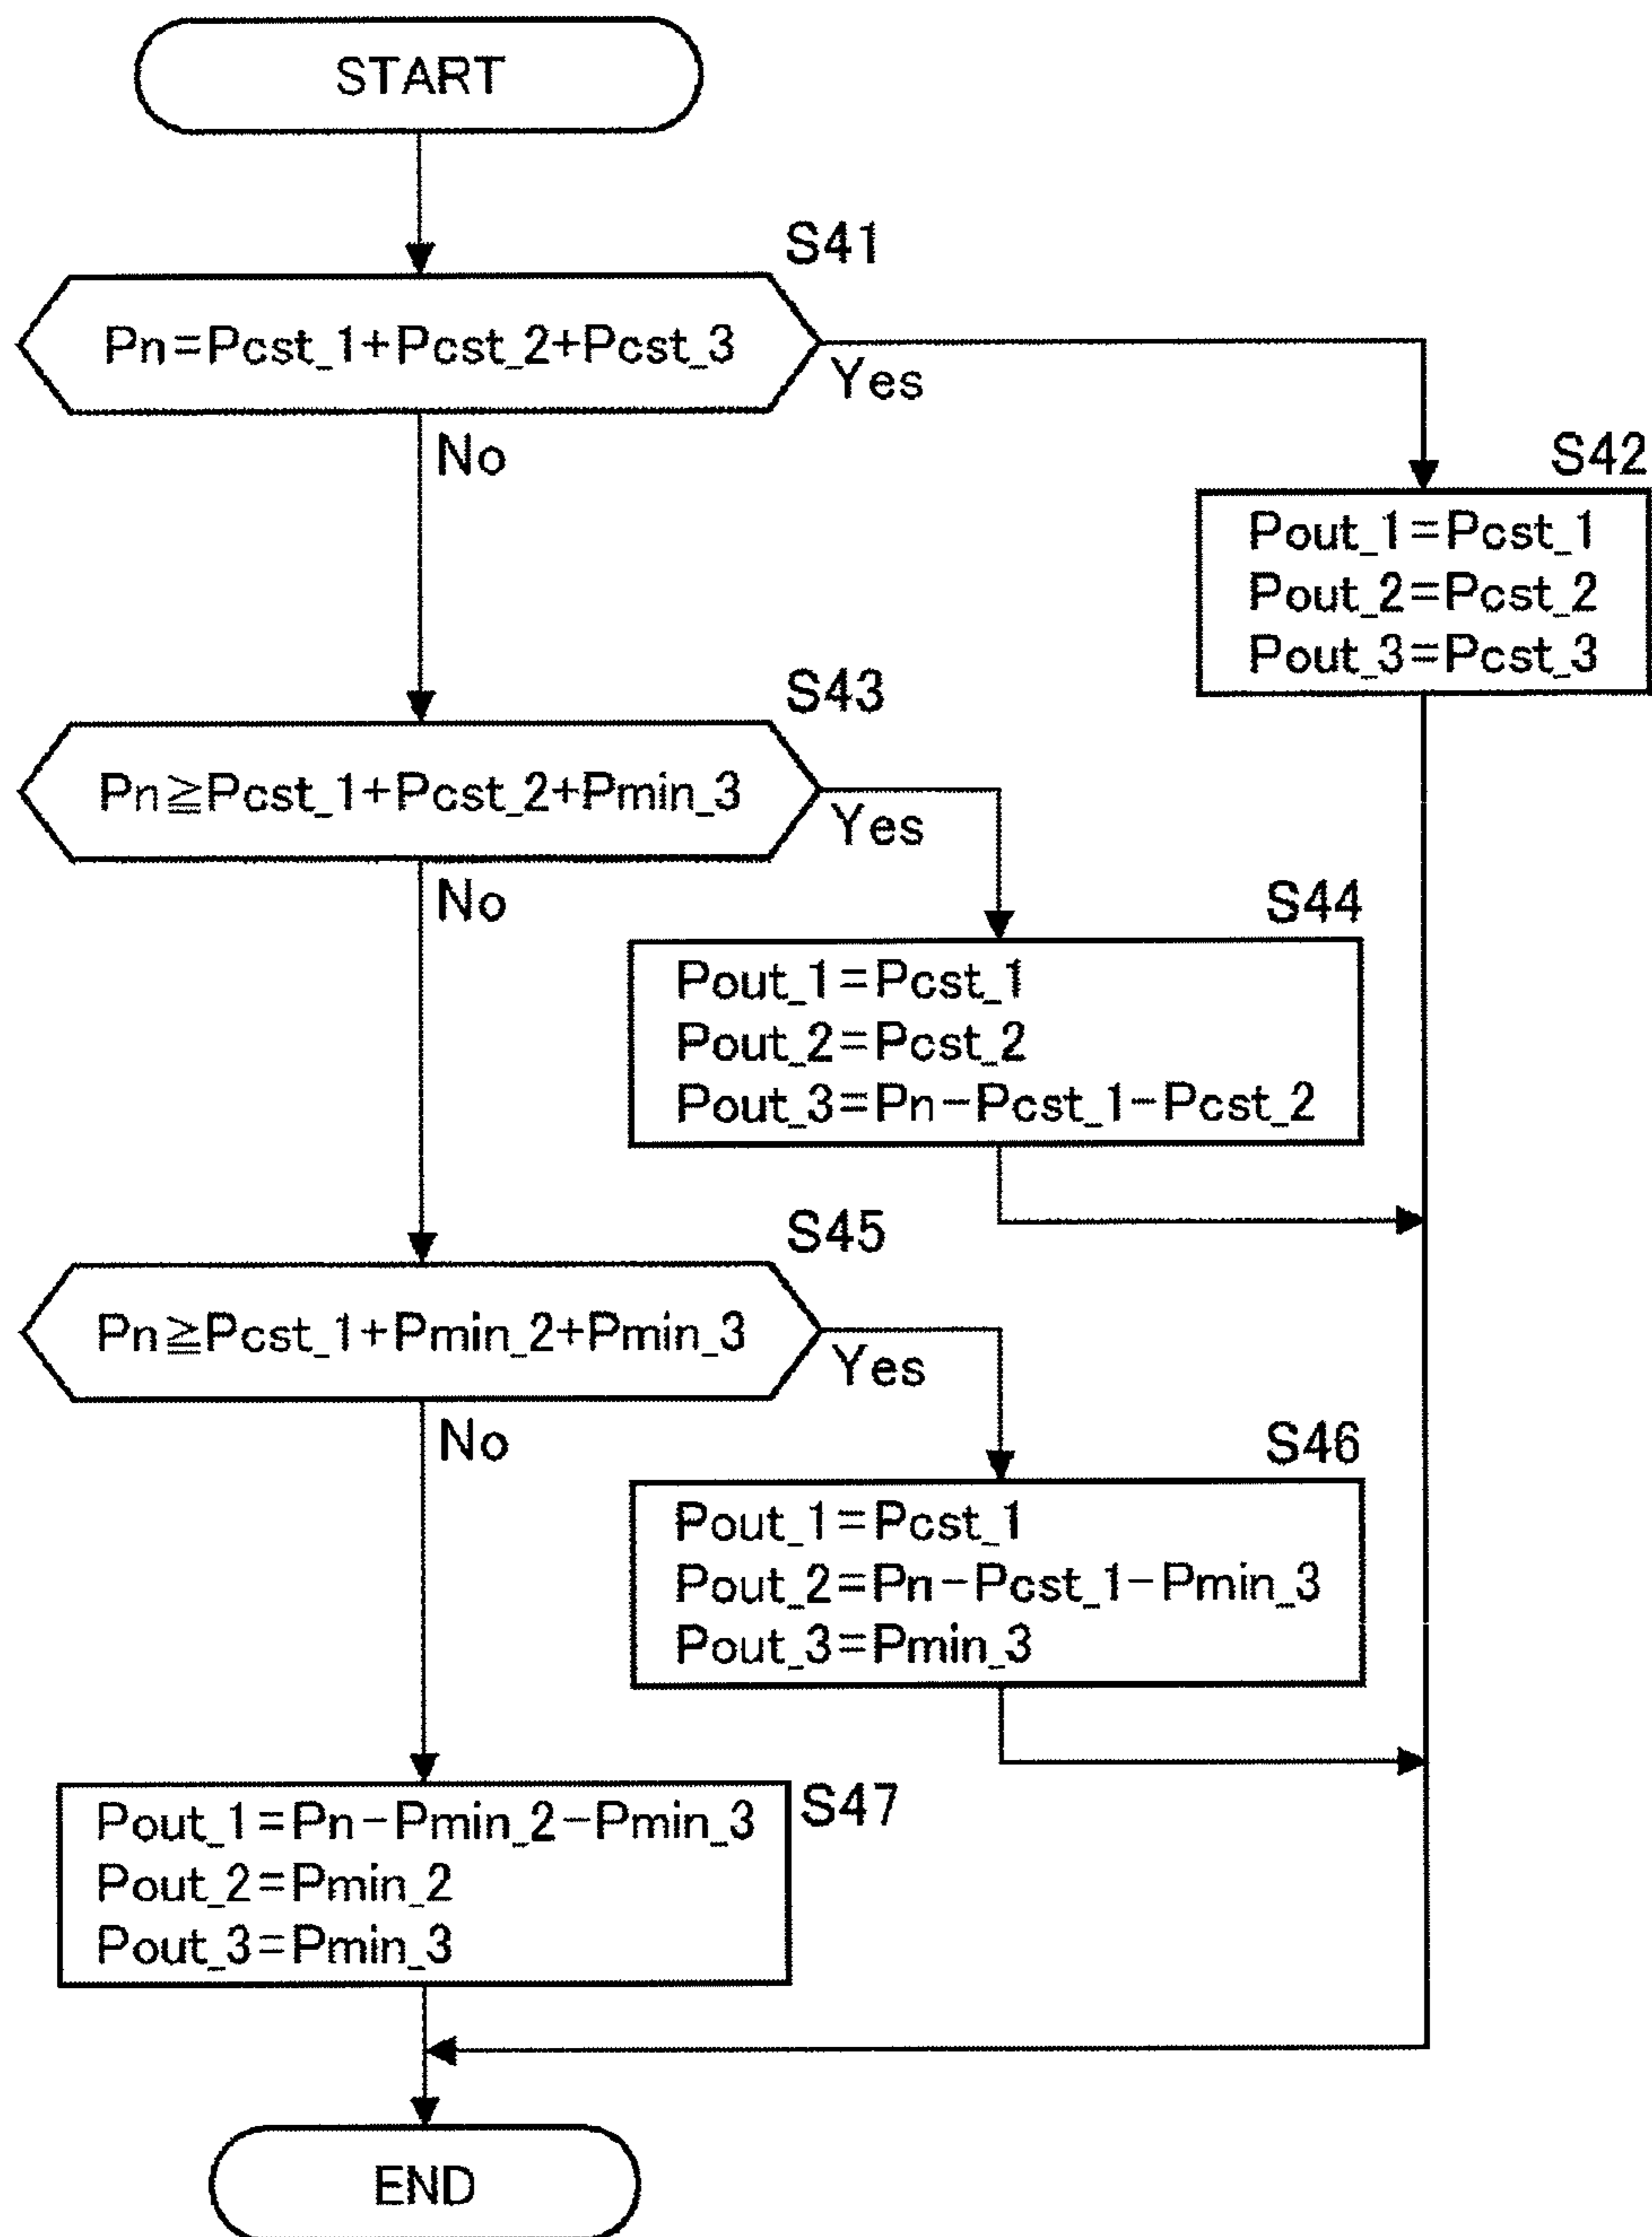 START
S41
Pn=Pcst_1+Pcst_2+Pcst_3
Yes
No
S42
Pout_1=Pcst_1
Pout_2=Pcst_2
Pout_3=Pcst_3
S43
Pn≧Pcst_1+Pcst_2+Pmin_3
Yes
No
S44
Pout_1=Pcst_1
Pout_2=Pcst_2
Pout_3=Pn-Pcst_1-Pcst_2
S45
Pn≧Pcst_1+Pmin_2+Pmin_3
Yes
No
S46
Pout_1=Pcst_1
Pout_2=Pn-Pcst_1-Pmin_3
Pout_3=Pmin_3
S47
Pout_1=Pn-Pmin_2-Pmin_3
Pout_2=Pmin_2
Pout_3=Pmin_3
END